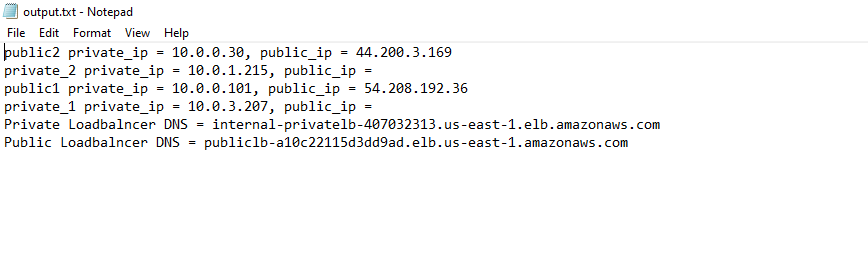 output.txt - Notepad
File Edit Format View Help
public2 private_ip = 10.0.0.30, public_ip = 44.200.3.169
private_2 private_ip = 10.0.1.215, public_ip =
public1 private_ip = 10.0.0.101, public_ip = 54.208.192.36
private_1 private_ip = 10.0.3.207, public_ip =
Private Loadbalncer DNS = internal-privatelb-407032313.us-east-1.elb.amazonaws.com
Public Loadbalncer DNS = publiclb-a10c22115d3dd9ad.elb.us-east-1.amazonaws.com